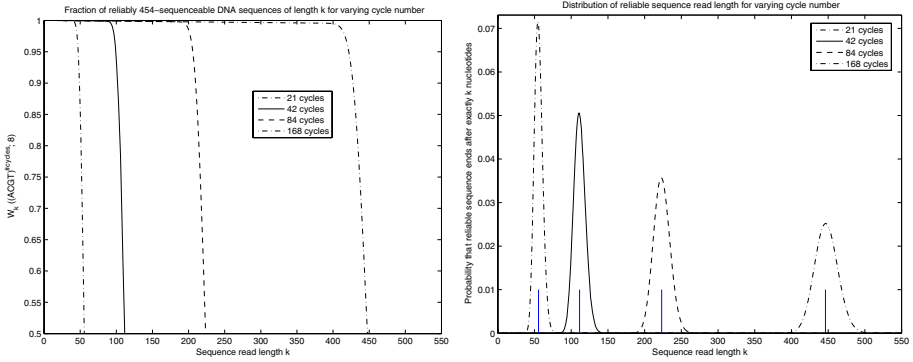 Fraction of reliably 454−sequenceable DNA sequences of length k for varying cycle number
1
0.95
0.9
0.85
0.8
0.75
0.7
0.65
0.6
0.55
0.5
W_k ((ACGT)^ncycles, 8)
21 cycles
42 cycles
84 cycles
168 cycles
0 50 100 150 200 250 300 350 400 450 500 550
Sequence read length k
Distribution of reliable sequence read length for varying cycle number
0.07
0.06
0.05
0.04
0.03
0.02
0.01
0
Probability that reliable sequence ends after exactly k nucleotides
21 cycles
42 cycles
84 cycles
168 cycles
0 50 100 150 200 250 300 350 400 450 500 550
Sequence read length k